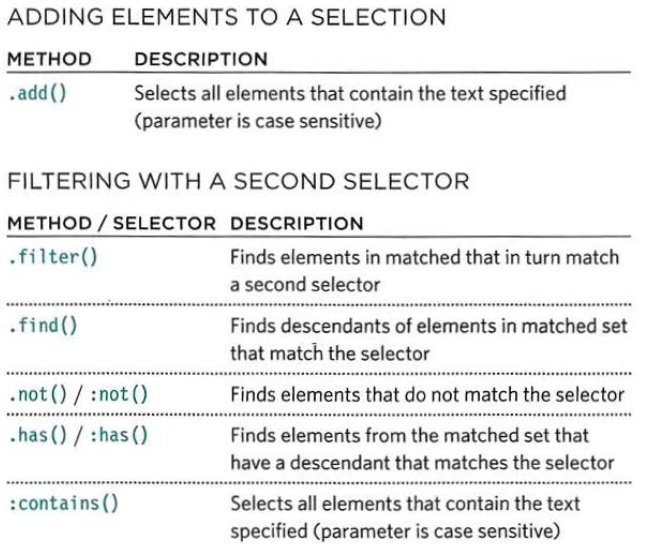 ADDING ELEMENTS TO A SELECTION
METHOD DESCRIPTION
.add() Selects all elements that contain the text specified
(parameter is case sensitive)
FILTERING WITH A SECOND SELECTOR
METHOD / SELECTOR DESCRIPTION
.filter() Finds elements in matched that in turn match
a second selector
.find() Finds descendants of elements in matched set
that match the selector
.not() / :not() Finds elements that do not match the selector
.has() / :has() Finds elements from the matched set that
have a descendant that matches the selector
:contains() Selects all elements that contain the text
specified (parameter is case sensitive)